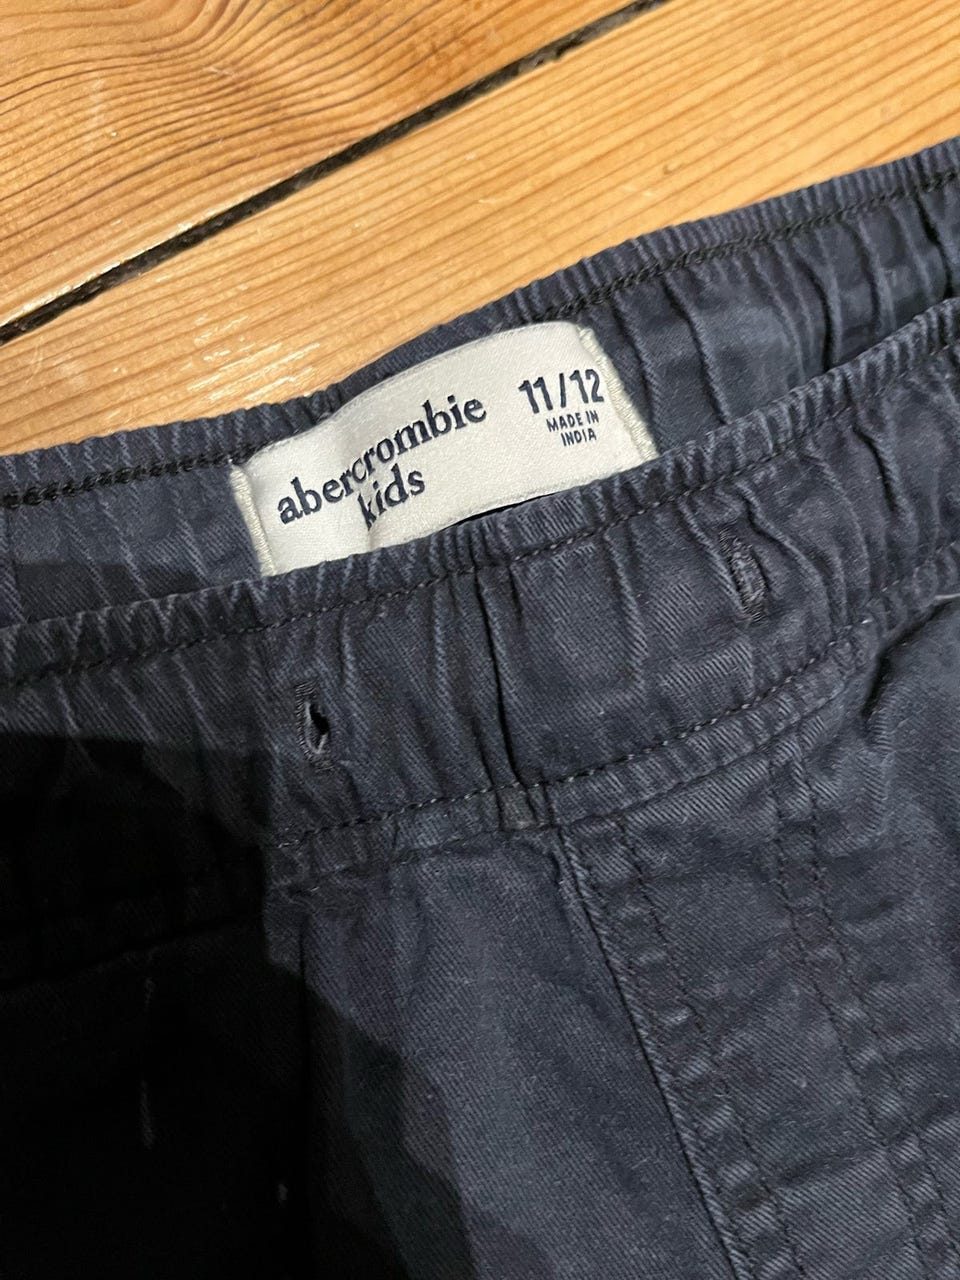 abercrombie
kids
11/12
MADE IN
INDIA